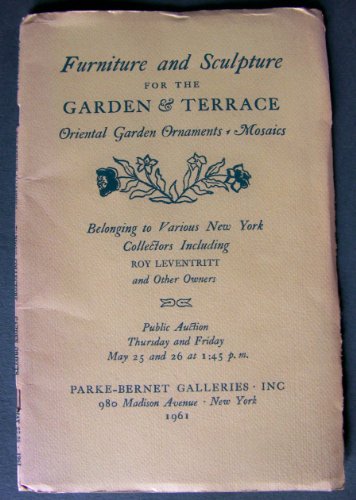 Furniture and Sculpture
FOR THE
GARDEN & TERRACE
Oriental Garden Ornaments · Mosaics
Belonging to Various New York
Collectors Including
ROY LEVENTRITT
and Other Owners
Public Auction
Thursday and Friday
May 25 and 26 at 1:45 p.m.
PARKE-BERNET GALLERIES · INC
980 Madison Avenue · New York
1961